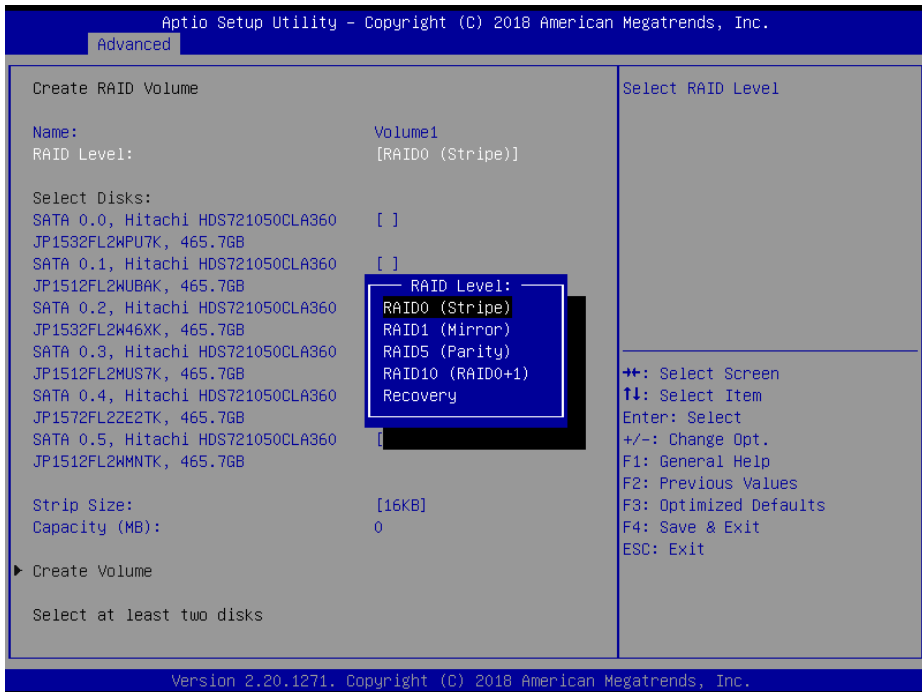 Aptio Setup Utility – Copyright (C) 2018 American Megatrends, Inc.
Advanced
Create RAID Volume
Name: Volume1
RAID Level: [RAID0 (Stripe)]
Select Disks:
SATA 0.0, Hitachi HDS721050CLA360 [ ]
JP1532FL2WPU7K, 465.7GB
SATA 0.1, Hitachi HDS721050CLA360 [ ]
JP1512FL2WUBAK, 465.7GB
SATA 0.2, Hitachi HDS721050CLA360
JP1532FL2W46XK, 465.7GB
SATA 0.3, Hitachi HDS721050CLA360
JP1512FL2MUS7K, 465.7GB
SATA 0.4, Hitachi HDS721050CLA360
JP1572FL2ZE2TK, 465.7GB
SATA 0.5, Hitachi HDS721050CLA360 [
JP1512FL2WMNTK, 465.7GB
Strip Size: [16KB]
Capacity (MB): 0
Create Volume
Select at least two disks
RAID Level:
RAID0 (Stripe)
RAID1 (Mirror)
RAID5 (Parity)
RAID10 (RAID0+1)
Recovery
Select RAID Level
→←: Select Screen
↑↓: Select Item
Enter: Select
+/-: Change Opt.
F1: General Help
F2: Previous Values
F3: Optimized Defaults
F4: Save & Exit
ESC: Exit
Version 2.20.1271. Copyright (C) 2018 American Megatrends, Inc.